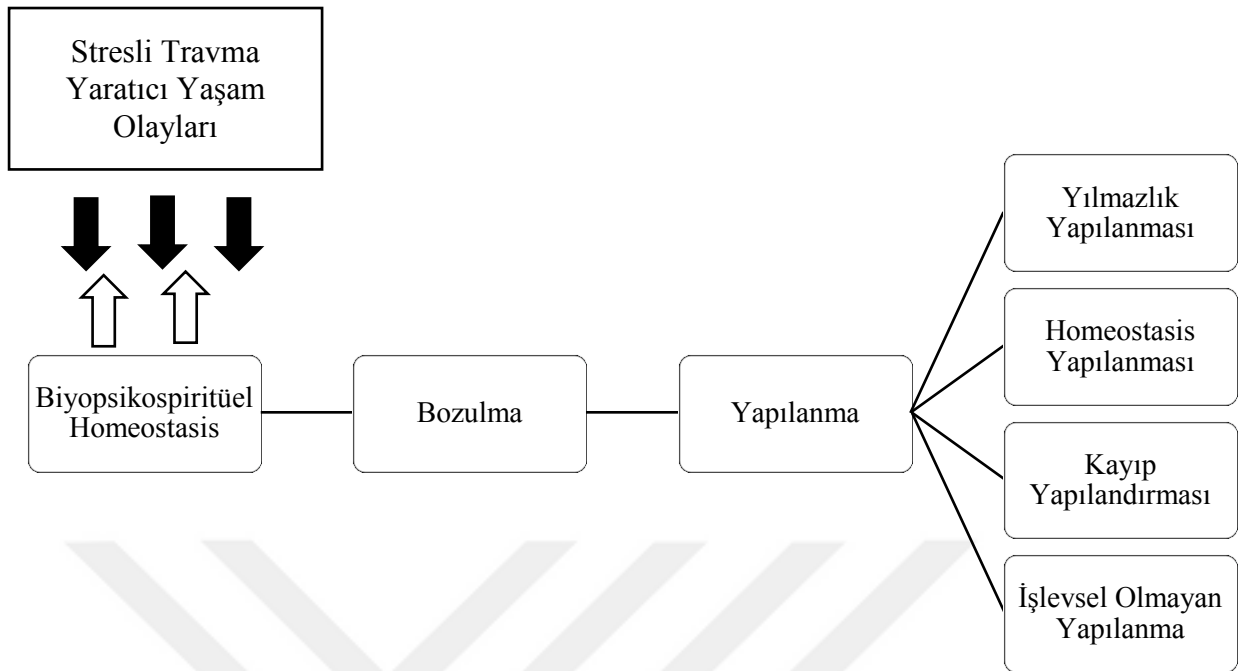 Stresli Travma
Yaratıcı Yaşam
Olayları
Biyopsikospiritüel
Homeostasis
Bozulma
Yapılanma
Yılmazlık
Yapılanması
Homeostasis
Yapılanması
Kayıp
Yapılandırması
İşlevsel Olmayan
Yapılanma